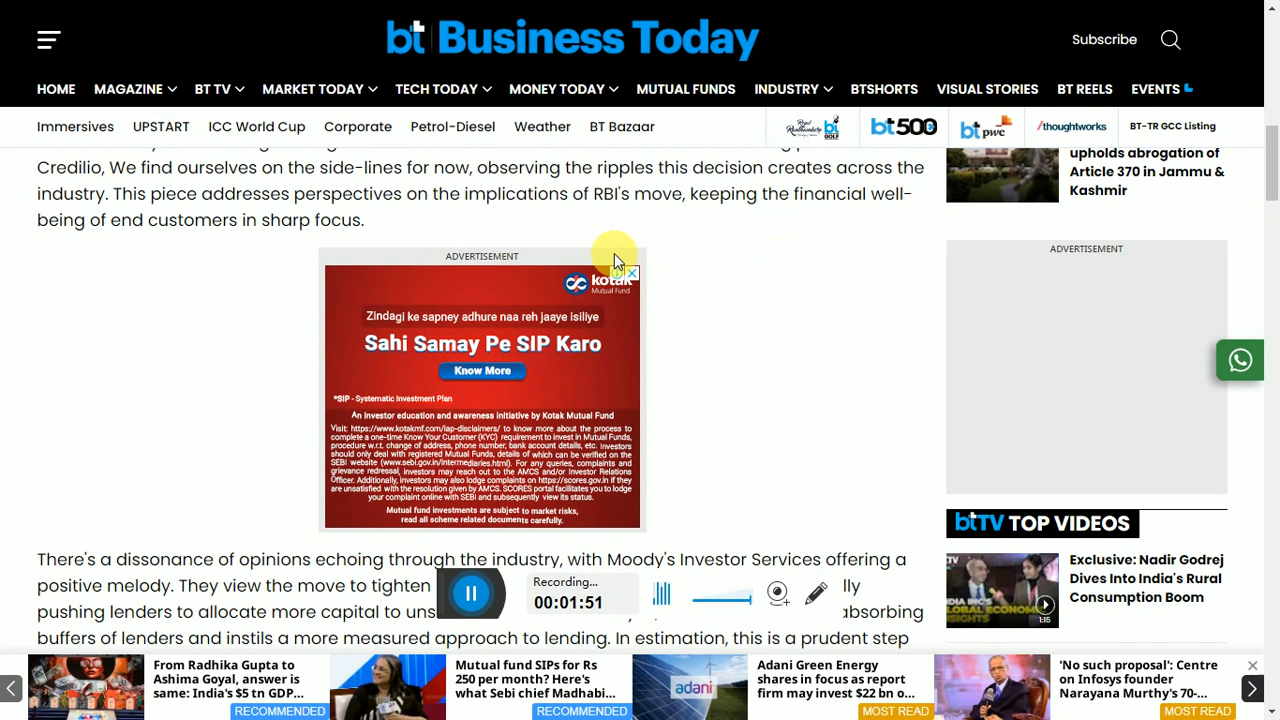 bt Business Today
Subscribe
HOME MAGAZINE BT TV MARKET TODAY TECH TODAY MONEY TODAY MUTUAL FUNDS INDUSTRY BTSHORTS VISUAL STORIES BT REELS EVENTS
Immersives UPSTART ICC World Cup Corporate Petrol-Diesel Weather BT Bazaar
bt GOLF
bt500
bt pwc
/thoughtworks
BT-TR GCC Listing
Credilio, We find ourselves on the side-lines for now, observing the ripples this decision creates across the
industry. This piece addresses perspectives on the implications of RBI's move, keeping the financial well-
being of end customers in sharp focus.
ADVERTISEMENT
kotak
Mutual Fund
Zindagi ke sapney adhure naa reh jaaye isiliye
Sahi Samay Pe SIP Karo
Know More
*SIP - Systematic Investment Plan
An investor education and awareness initiative by Kotak Mutual Fund
Visit: https://www.kotakmf.com/iap-disclaimers/ to know more about the process to
complete a one-time Know Your Customer (KYC) requirement to invest in Mutual Funds,
procedure w.r.t. change of address, phone number, bank account details, etc. Investors
should only deal with registered Mutual Funds, details of which can be verified on the
SEBI website (www.sebi.gov.in/intermediaries.html). For any queries, complaints and
grievance redressal, investors may reach out to the AMCS and/or Investor Relations
Officer. Additionally, investors may also lodge complaints on https://scores.gov.in if they
are unsatisfied with the resolution given by AMCS. SCORES portal facilitates you to lodge
your complaint online with SEBI and subsequently view its status.
Mutual fund investments are subject to market risks,
read all scheme related documents carefully.
There's a dissonance of opinions echoing through the industry, with Moody's Investor Services offering a
positive melody. They view the move to tighten
pushing lenders to allocate more capital to uns
absorbing
buffers of lenders and instils a more measured approach to lending. In estimation, this is a prudent step
Recording...
00:01:51
upholds abrogation of
Article 370 in Jammu &
Kashmir
ADVERTISEMENT
btTV TOP VIDEOS
Exclusive: Nadir Godrej
Dives Into India's Rural
Consumption Boom
1:15
From Radhika Gupta to
Ashima Goyal, answer is
same: India's $5 tn GDP...
RECOMMENDED
Mutual fund SIPs for Rs
250 per month? Here's
what Sebi chief Madhabi...
RECOMMENDED
adani
Adani Green Energy
shares in focus as report
firm may invest $22 bn o...
MOST READ
'No such proposal': Centre
on Infosys founder
Narayana Murthy's 70-...
MOST READ